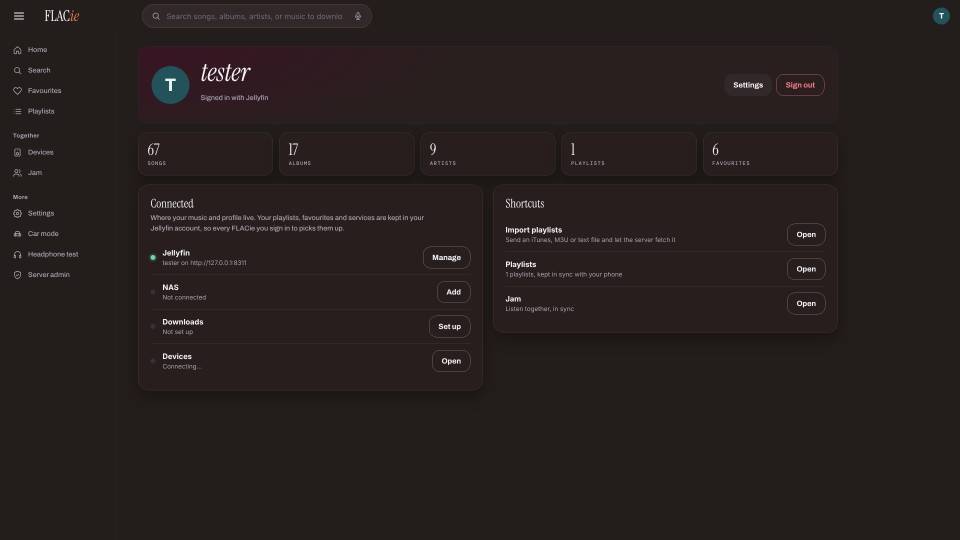 FLACie
Search songs, albums, artists, or music to downlo
T
Home
Search
Favourites
Playlists
Together
Devices
Jam
More
Settings
Car mode
Headphone test
Server admin
T
tester
Signed in with Jellyfin
Settings
Sign out
67
SONGS
17
ALBUMS
9
ARTISTS
1
PLAYLISTS
6
FAVOURITES
Connected
Where your music and profile live. Your playlists, favourites and services are kept in your
Jellyfin account, so every FLACie you sign in to picks them up.
Jellyfin
tester on http://127.0.0.1:8311
Manage
NAS
Not connected
Add
Downloads
Not set up
Set up
Devices
Connecting...
Open
Shortcuts
Import playlists
Send an iTunes, M3U or text file and let the server fetch it
Open
Playlists
1 playlists, kept in sync with your phone
Open
Jam
Listen together, in sync
Open